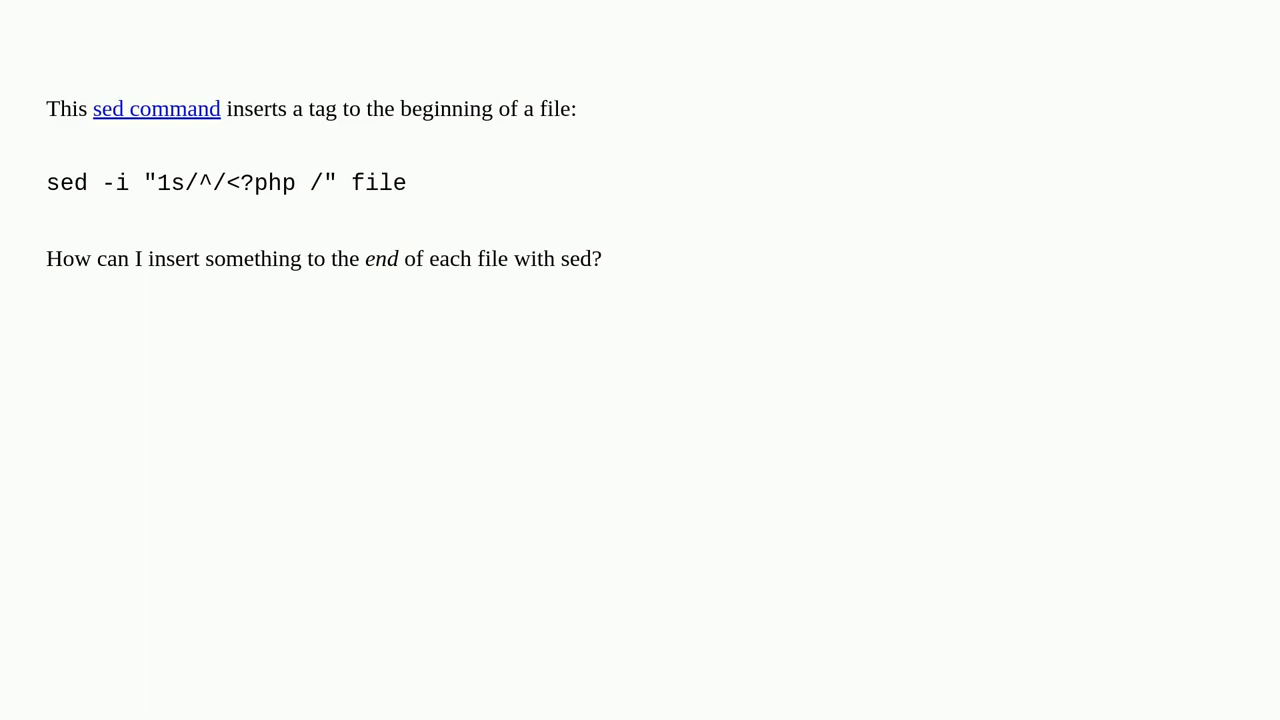 This sed command inserts a tag to the beginning of a file:
sed -i "1s/^/<?php /" file
How can I insert something to the end of each file with sed?